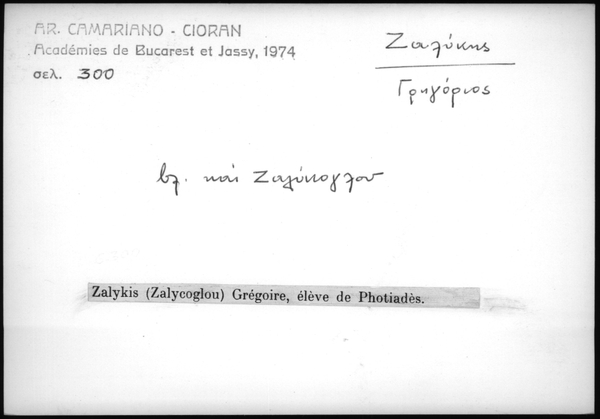 AR. CAMARIANO - CIORAN
Académies de Bucarest et Jassy, 1974
σελ. 300
Ζαλύκης
Γρηγόριος
βλ. και Ζαλύκογλου
Zalykis (Zalycoglou) Grégoire, élève de Photiadès.